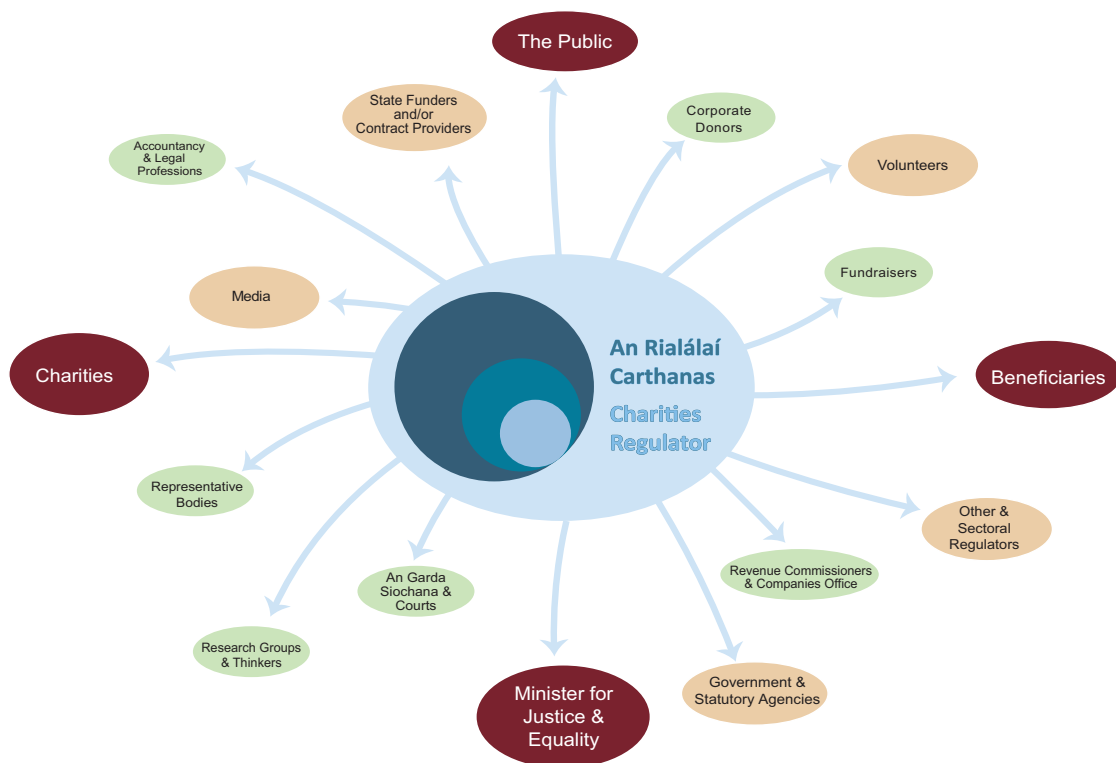 The Public
State Funders
and/or
Contract Providers
Corporate
Donors
Accountancy
& Legal
Professions
Volunteers
Fundraisers
Media
An Rialálaí
Carthanas
Charities
Regulator
Charities
Beneficiaries
Representative
Bodies
Other &
Sectoral
Regulators
An Garda
Siochana &
Courts
Revenue Commissioners
& Companies Office
Research Groups
& Thinkers
Minister for
Justice &
Equality
Government &
Statutory Agencies